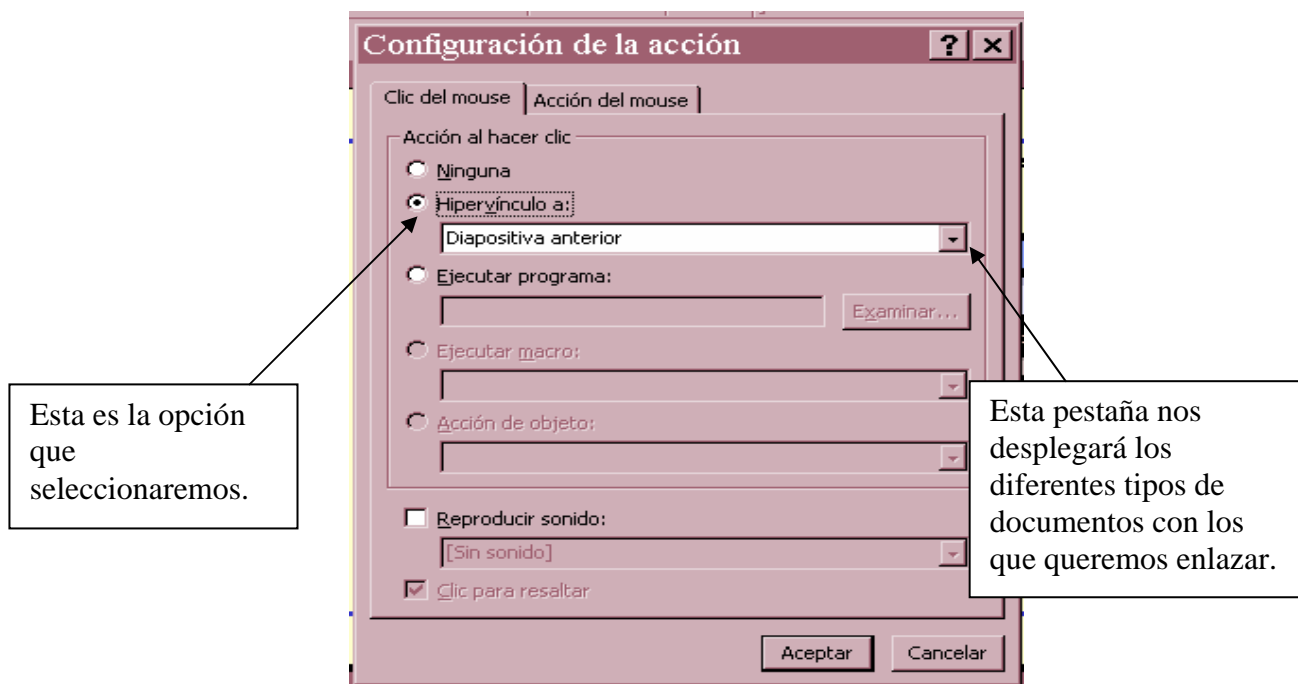 Configuración de la acción
Clic del mouse
Acción del mouse
Acción al hacer clic
Ninguna
Hipervínculo a:
Diapositiva anterior
Ejecutar programa:
Examinar...
Ejecutar macro:
Acción de objeto:
Reproducir sonido:
[Sin sonido]
Clic para resaltar
Aceptar
Cancelar
Esta es la opción
que
seleccionaremos.
Esta pestaña nos
desplegará los
diferentes tipos de
documentos con los
que queremos enlazar.